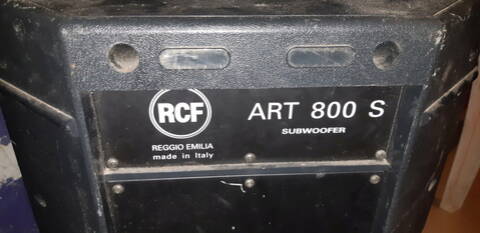 RCF
ART 800 S
SUBWOOFER
REGGIO EMILIA
made in Italy